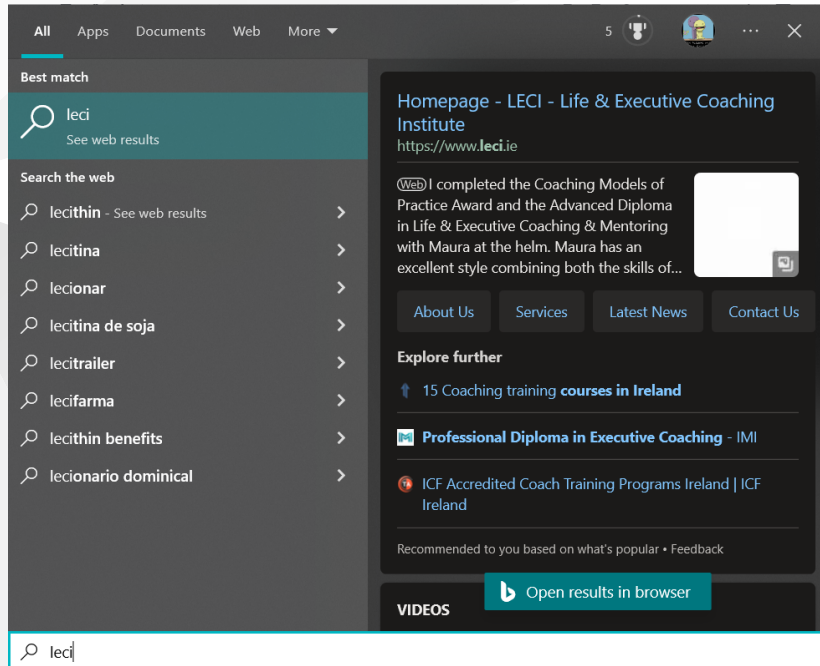 All Apps Documents Web More 5 ...
Best match
leci
See web results
Search the web
lecithin - See web results
lecitina
lecionar
lecitina de soja
lecitrailer
lecifarma
lecithin benefits
lecionario dominical
Homepage - LECI - Life & Executive Coaching
Institute
https://www.leci.ie
Web I completed the Coaching Models of
Practice Award and the Advanced Diploma
in Life & Executive Coaching & Mentoring
with Maura at the helm. Maura has an
excellent style combining both the skills of...
About Us Services Latest News Contact Us
Explore further
15 Coaching training courses in Ireland
Professional Diploma in Executive Coaching - IMI
ICF Accredited Coach Training Programs Ireland | ICF
Ireland
Recommended to you based on what's popular • Feedback
Open results in browser
VIDEOS
leci